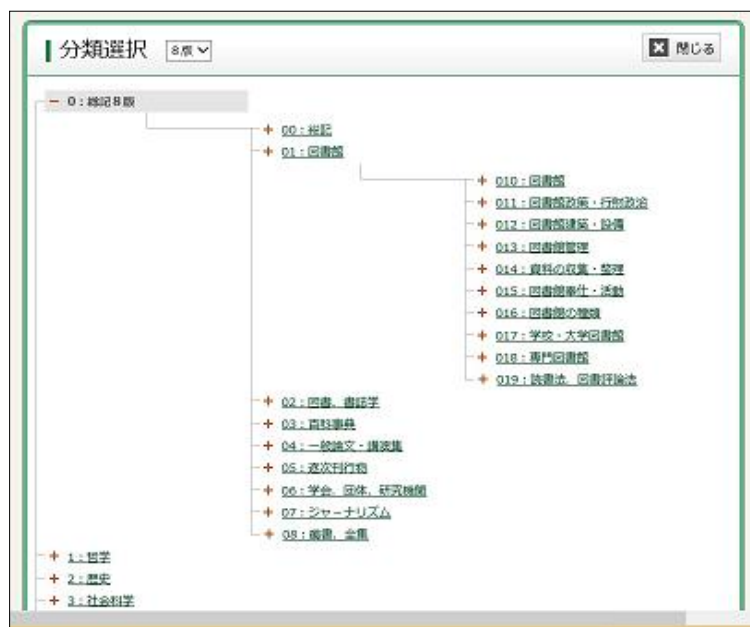 分類選択 8版
閉じる
0:総記8版
00:総記
01:図書館
010:図書館
011:図書館政策・行財政治
012:図書館建築・設備
013:図書館管理
014:資料の収集・整理
015:図書館奉仕・活動
016:図書館の種類
017:学校・大学図書館
018:専門図書館
019:読書法. 図書評論法
02:図書. 書誌学
03:百科事典
04:一般論文・講演集
05:逐次刊行物
06:学会. 団体. 研究機関
07:ジャーナリズム
08:叢書. 全集
1:哲学
2:歴史
3:社会科学